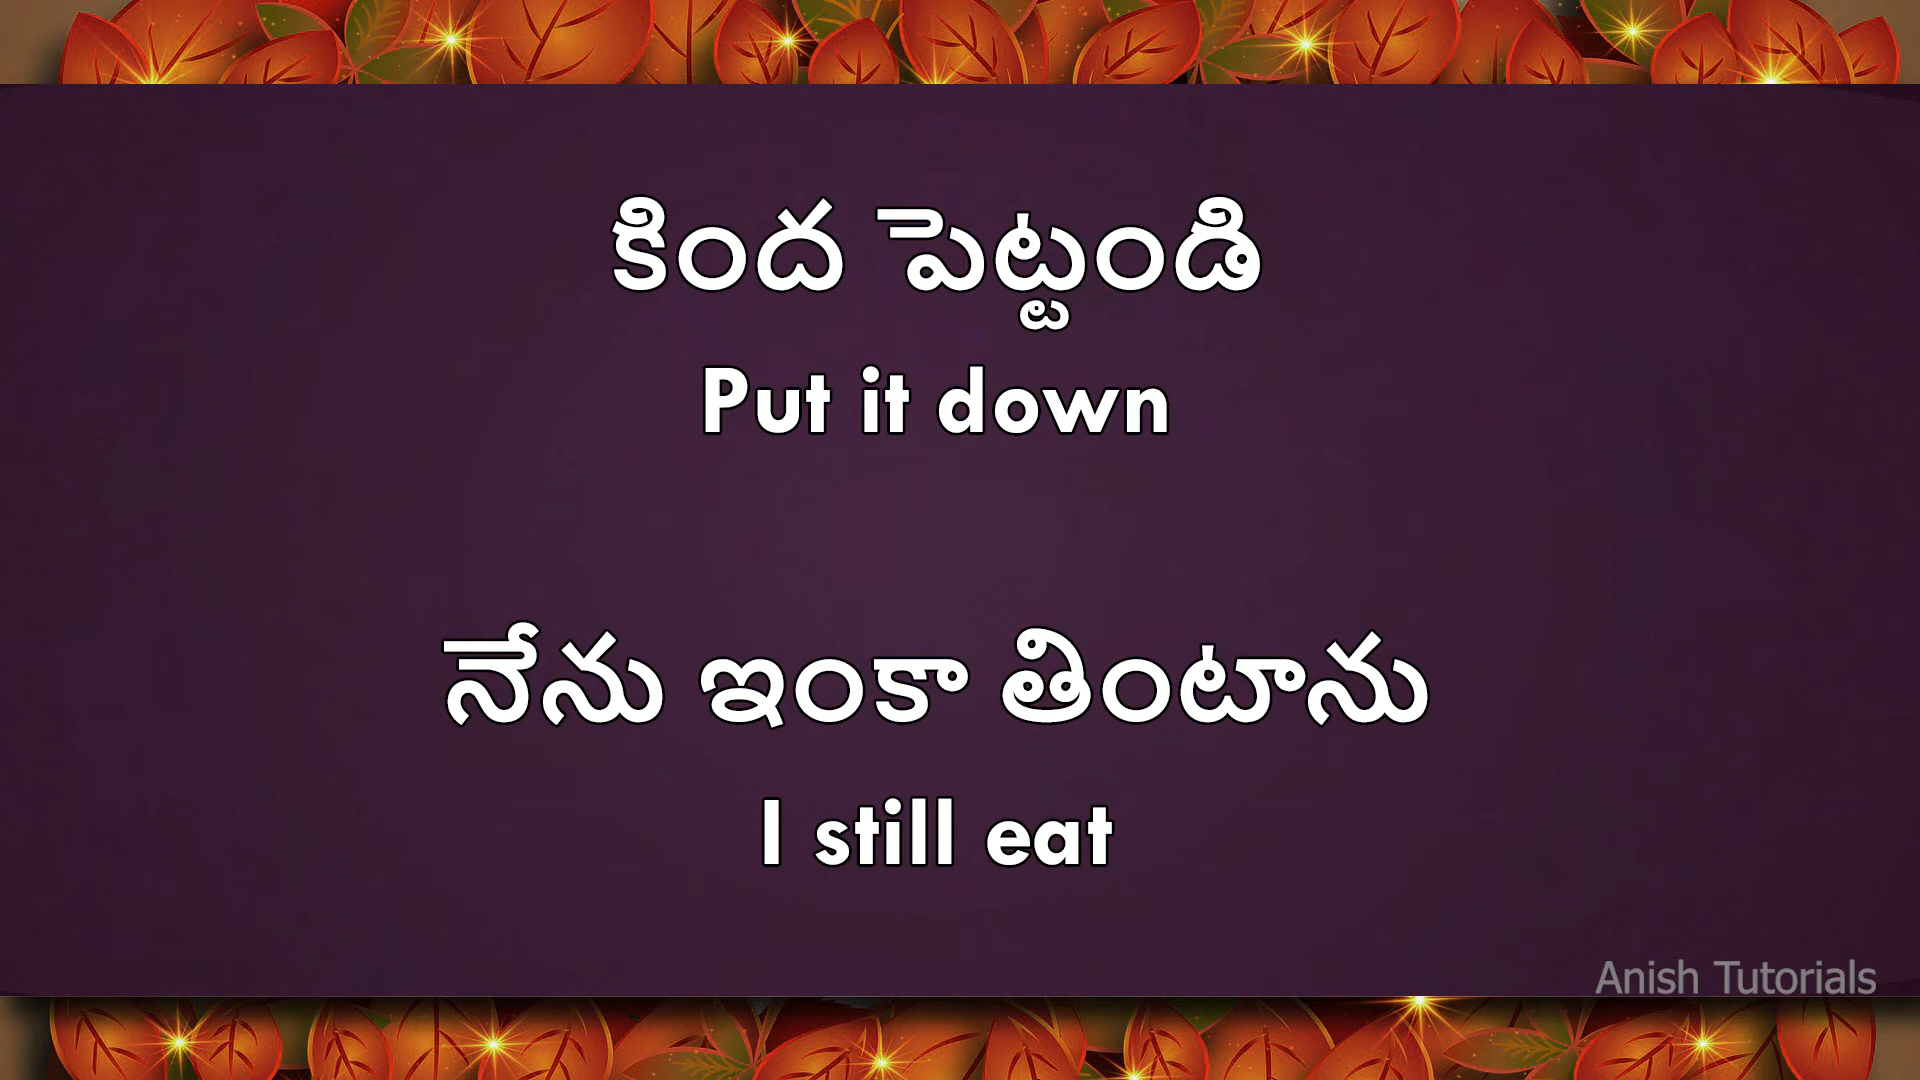 కింద పెట్టండి
Put it down
నేను ఇంకా తింటాను
I still eat
Anish Tutorials